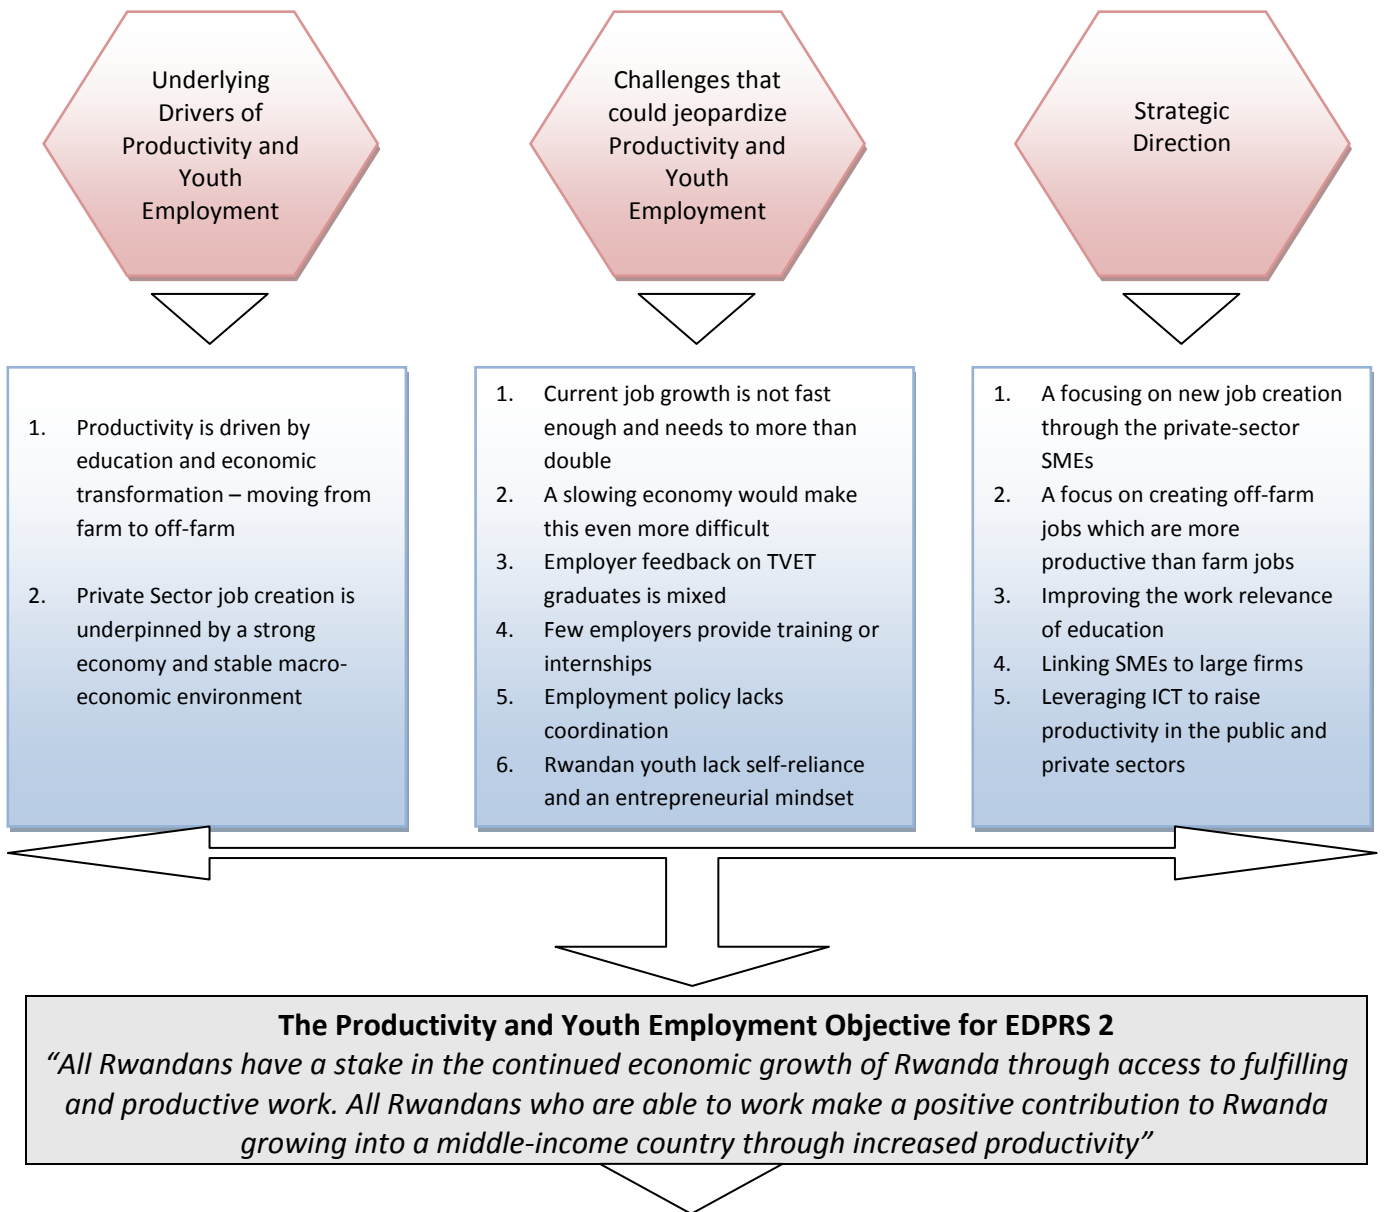 Underlying
Drivers of
Productivity and
Youth
Employment
Challenges that
could jeopardize
Productivity and
Youth
Employment
Strategic
Direction
1. Productivity is driven by
education and economic
transformation – moving from
farm to off-farm
2. Private Sector job creation is
underpinned by a strong
economy and stable macro-
economic environment
1. Current job growth is not fast
enough and needs to more than
double
2. A slowing economy would make
this even more difficult
3. Employer feedback on TVET
graduates is mixed
4. Few employers provide training or
internships
5. Employment policy lacks
coordination
6. Rwandan youth lack self-reliance
and an entrepreneurial mindset
1. A focusing on new job creation
through the private-sector
SMEs
2. A focus on creating off-farm
jobs which are more
productive than farm jobs
3. Improving the work relevance
of education
4. Linking SMEs to large firms
5. Leveraging ICT to raise
productivity in the public and
private sectors
The Productivity and Youth Employment Objective for EDPRS 2
“All Rwandans have a stake in the continued economic growth of Rwanda through access to fulfilling
and productive work. All Rwandans who are able to work make a positive contribution to Rwanda
growing into a middle-income country through increased productivity”